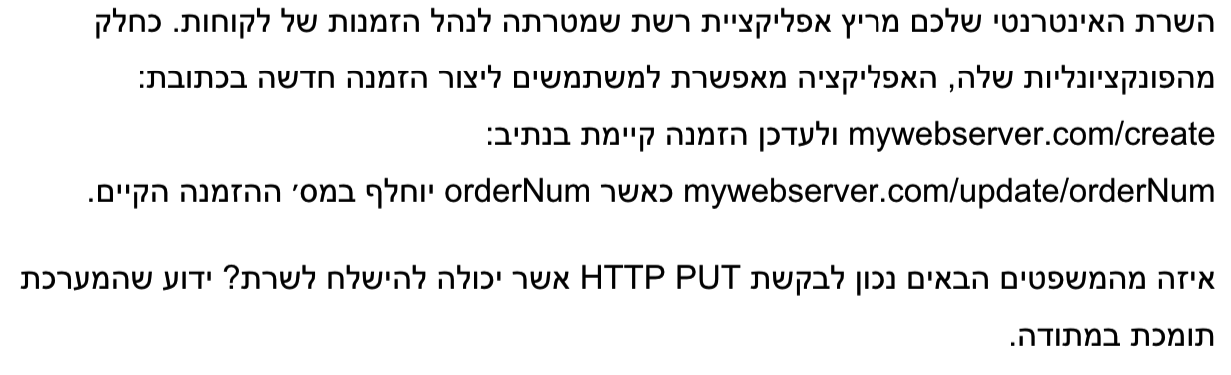 השרת האינטרנטי שלכם מריץ אפליקציית רשת שמטרתה לנהל הזמנות של לקוחות. כחלק
מהפונקציונליות שלה, האפליקציה מאפשרת למשתמשים ליצור הזמנה חדשה בכתובת:
mywebserver.com/create ולעדכן הזמנה קיימת בנתיב:
mywebserver.com/update/orderNum כאשר orderNum יוחלף במס׳ ההזמנה הקיים.
איזה מהמשפטים הבאים נכון לבקשת HTTP PUT אשר יכולה להישלח לשרת? ידוע שהמערכת
תומכת במתודה.